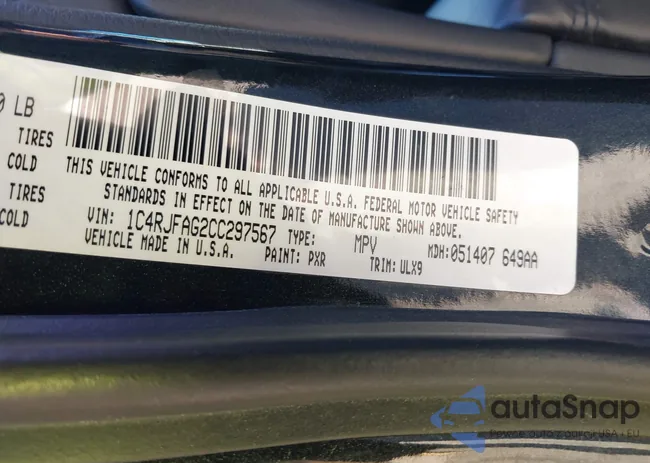 0 LB
TIRES
COLD
TIRES
COLD
THIS VEHICLE CONFORMS TO ALL APPLICABLE U.S.A. FEDERAL MOTOR VEHICLE SAFETY
STANDARDS IN EFFECT ON THE DATE OF MANUFACTURE SHOWN ABOVE.
VIN: 1C4RJFAG2CC297567 TYPE: MPV MDH: 051407 649AA
VEHICLE MADE IN U.S.A. PAINT: PXR TRIM: ULX9
autaSnap